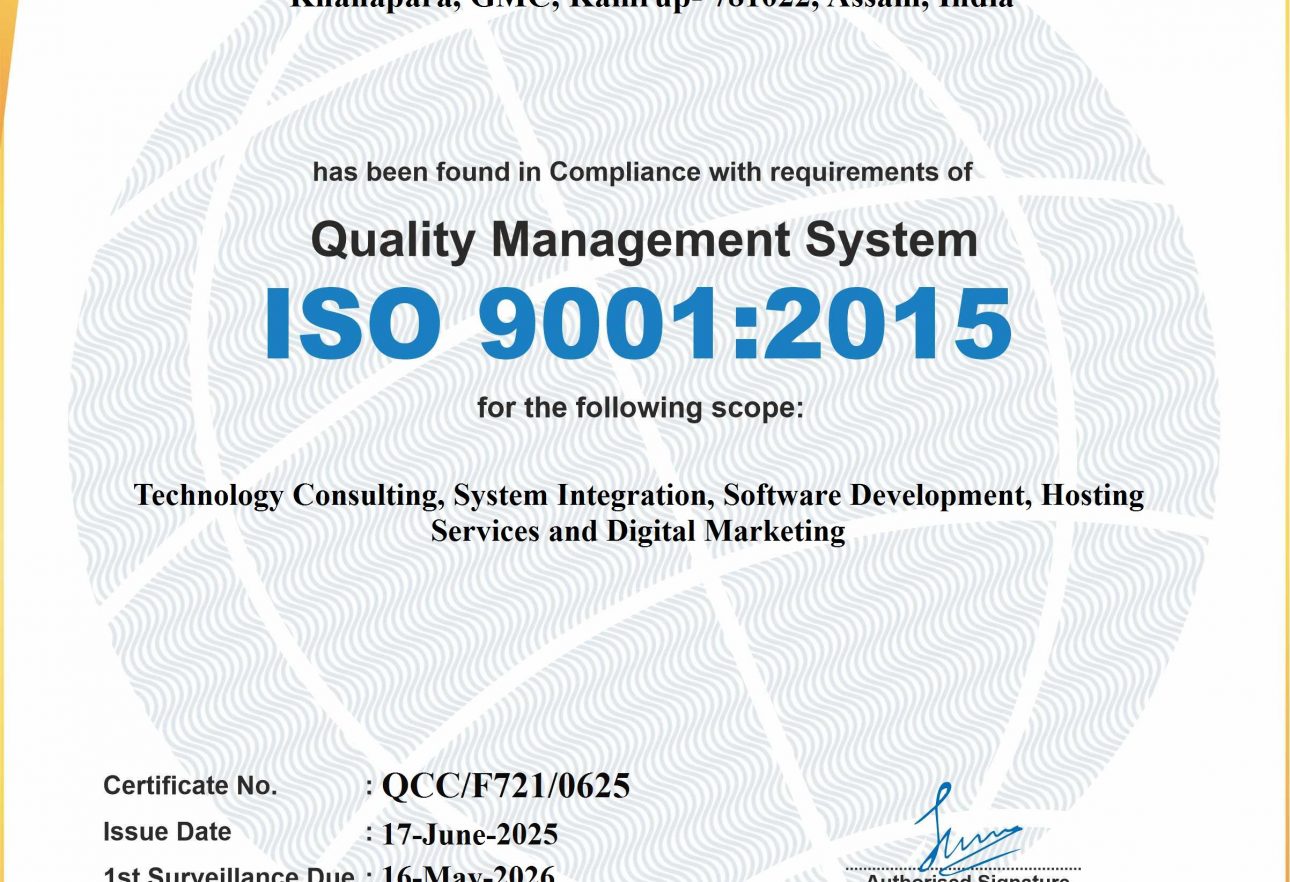 Khanapara, GMC, Kamrup- 781022, Assam, India
has been found in Compliance with requirements of
Quality Management System
ISO 9001:2015
for the following scope:
Technology Consulting, System Integration, Software Development, Hosting
Services and Digital Marketing
Certificate No. : QCC/F721/0625
Issue Date : 17-June-2025
1st Surveillance Due : 16-May-2026
Authorised Signature